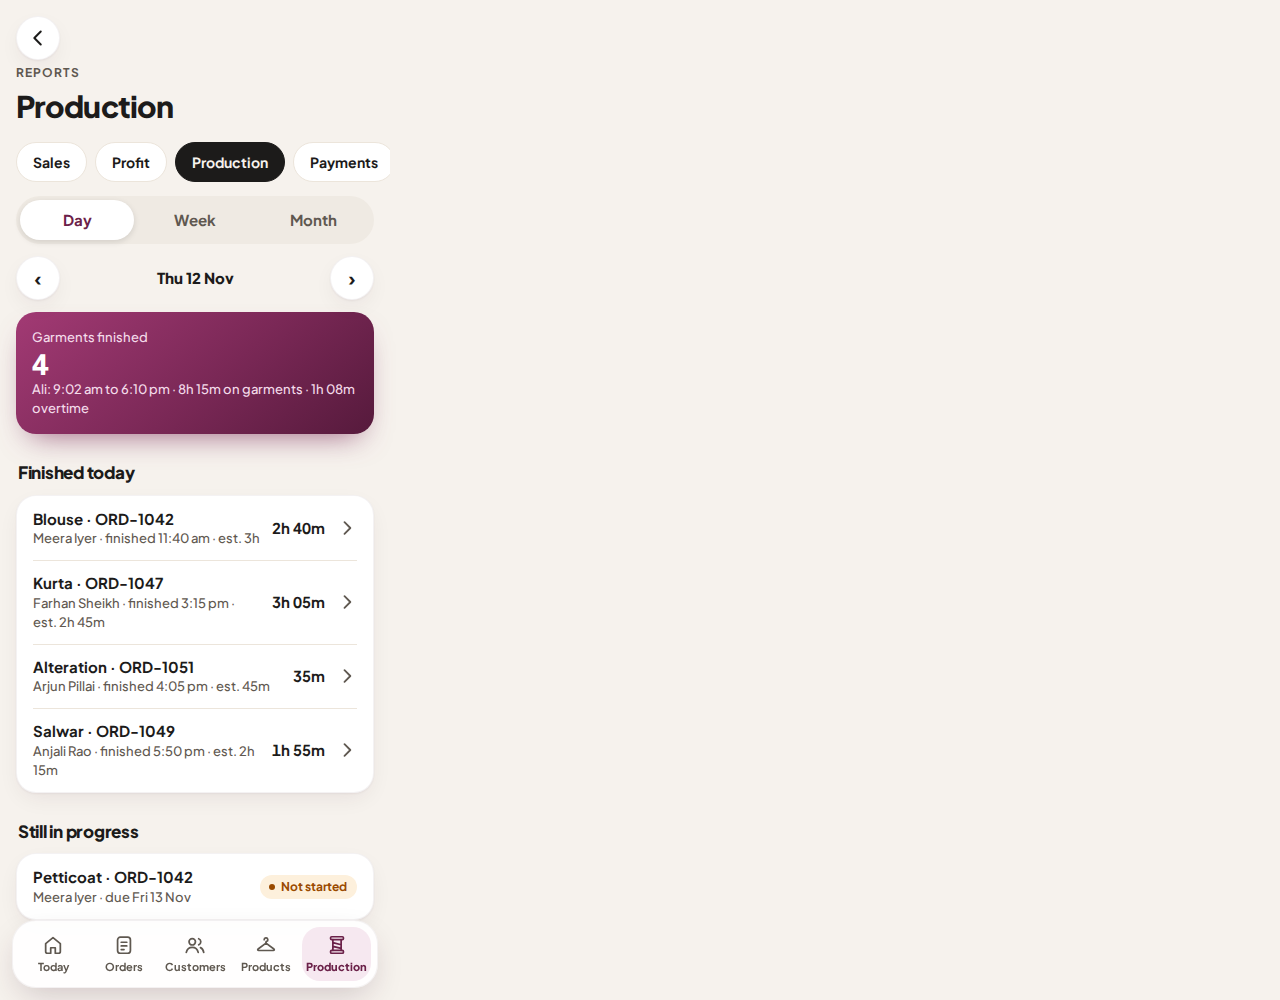 REPORTS
Production
Sales
Profit
Production
Payments
Day
Week
Month
‹
Thu 12 Nov
›
Garments finished
4
Ali: 9:02 am to 6:10 pm · 8h 15m on garments · 1h 08m
overtime
Finished today
Blouse · ORD-1042
Meera Iyer · finished 11:40 am · est. 3h
2h 40m
Kurta · ORD-1047
Farhan Sheikh · finished 3:15 pm ·
est. 2h 45m
3h 05m
Alteration · ORD-1051
Arjun Pillai · finished 4:05 pm · est. 45m
35m
Salwar · ORD-1049
Anjali Rao · finished 5:50 pm · est. 2h
15m
1h 55m
Still in progress
Petticoat · ORD-1042
Meera Iyer · due Fri 13 Nov
Not started
Today
Orders
Customers
Products
Production